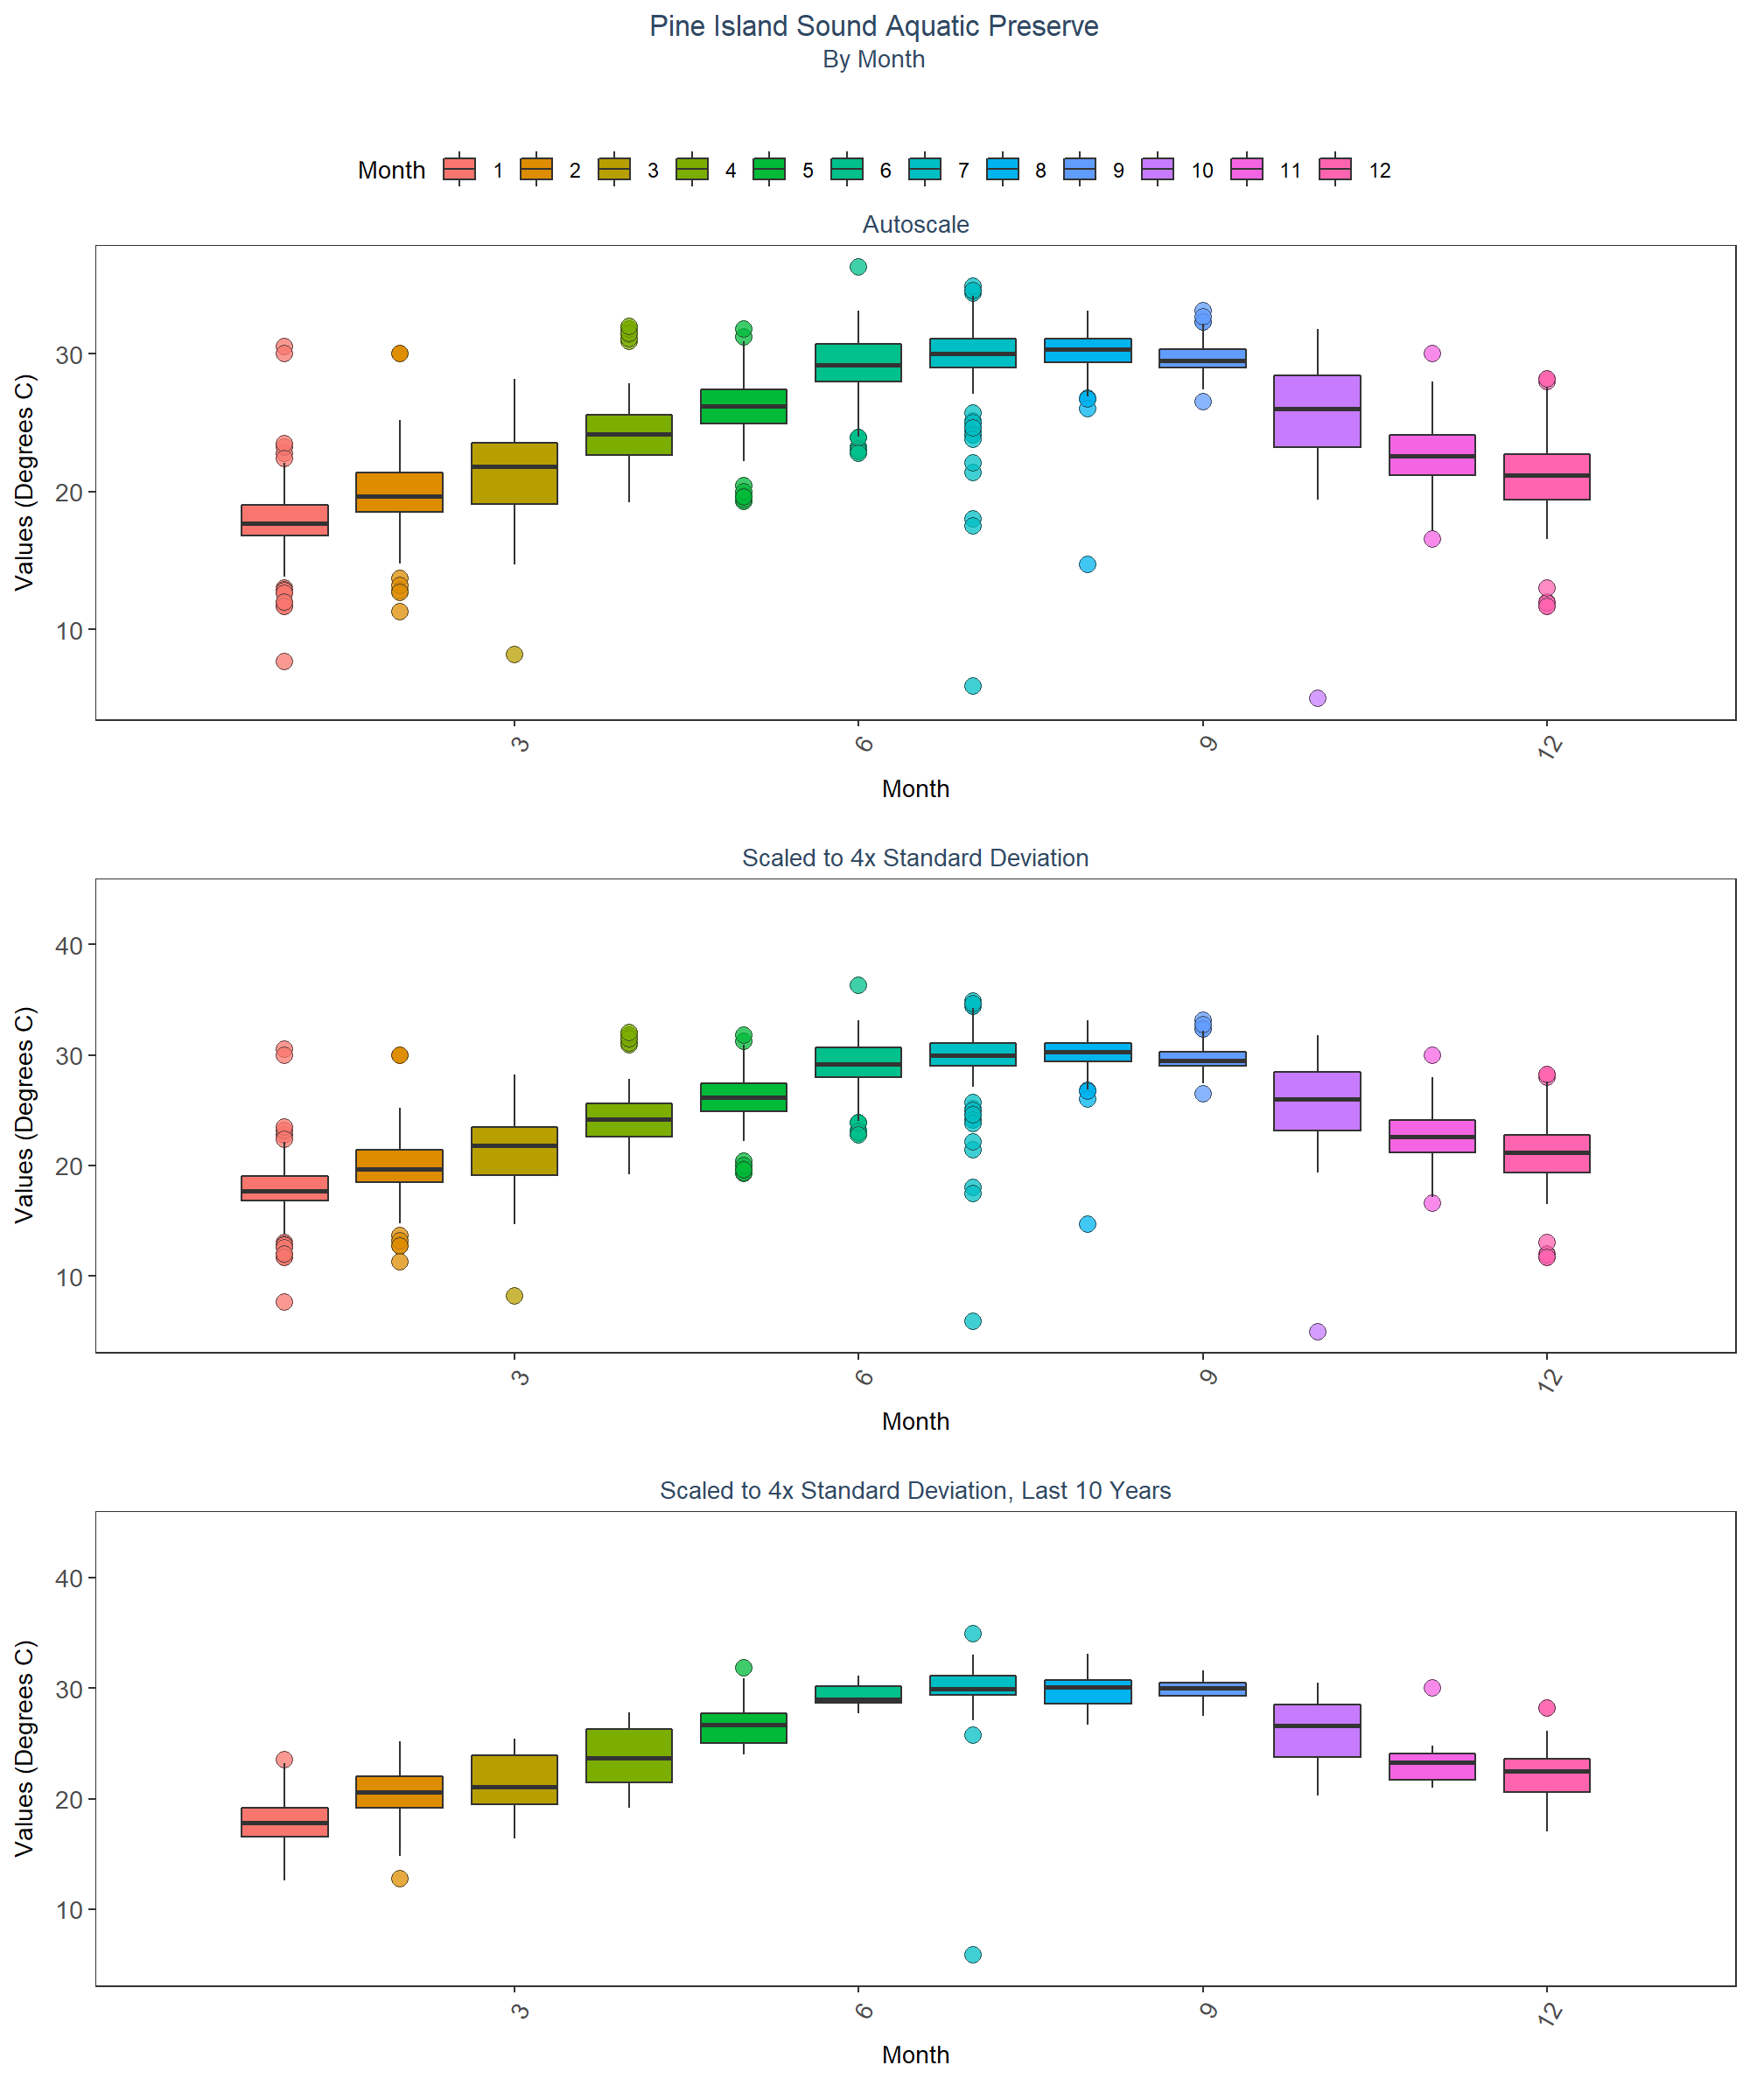 Pine Island Sound Aquatic Preserve
By Month
Month 1 2 3 4 5 6 7 8 9 10 11 12
Autoscale
Values (Degrees C)
30
20
10
3 6 9 12
Month
Scaled to 4x Standard Deviation
Values (Degrees C)
40
30
20
10
3 6 9 12
Month
Scaled to 4x Standard Deviation, Last 10 Years
Values (Degrees C)
40
30
20
10
3 6 9 12
Month